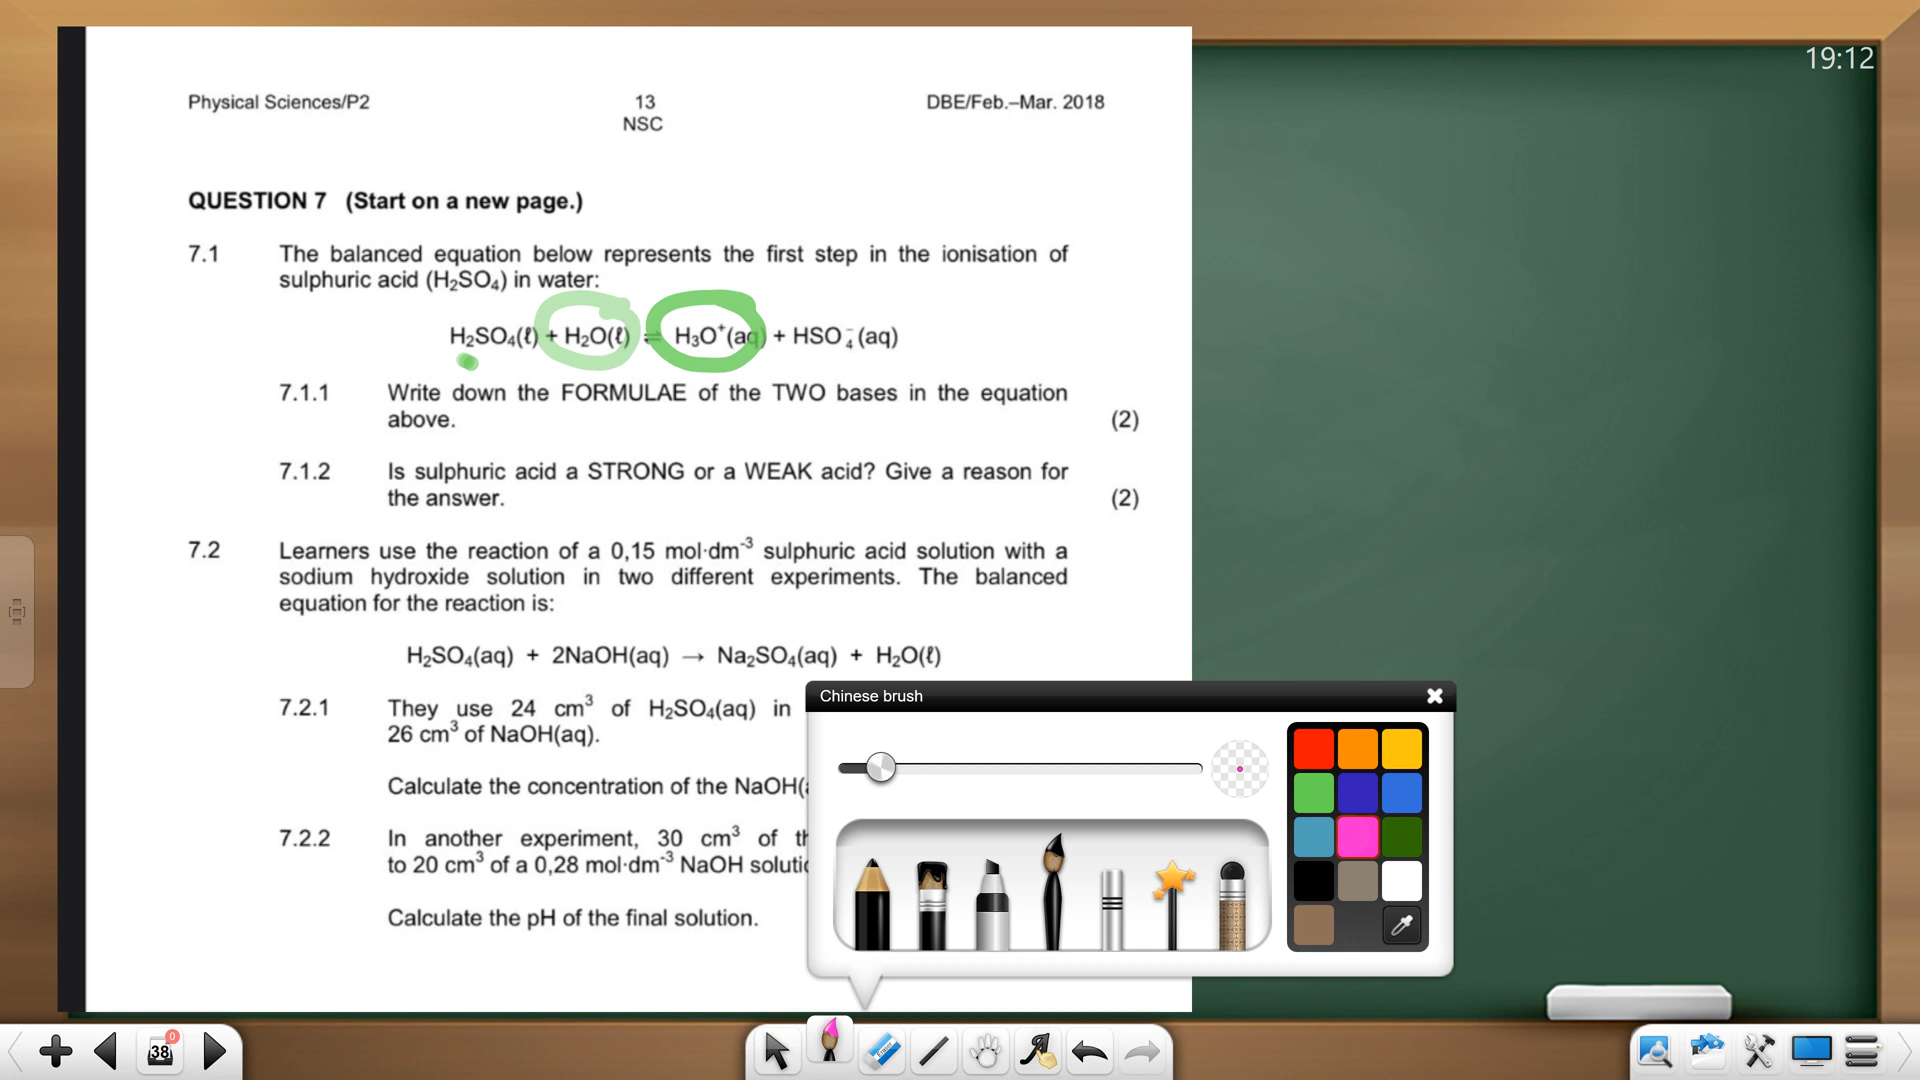 19:12
Physical Sciences/P2 13 DBE/Feb.–Mar. 2018
NSC
QUESTION 7 (Start on a new page.)
7.1 The balanced equation below represents the first step in the ionisation of
sulphuric acid (H₂SO₄) in water:
H₂SO₄(ℓ) + H₂O(ℓ) ⇌ H₃O⁺(aq) + HSO₄⁻(aq)
7.1.1 Write down the FORMULAE of the TWO bases in the equation
above. (2)
7.1.2 Is sulphuric acid a STRONG or a WEAK acid? Give a reason for
the answer. (2)
7.2 Learners use the reaction of a 0,15 mol·dm⁻³ sulphuric acid solution with a
sodium hydroxide solution in two different experiments. The balanced
equation for the reaction is:
H₂SO₄(aq) + 2NaOH(aq) → Na₂SO₄(aq) + H₂O(ℓ)
7.2.1 They use 24 cm³ of H₂SO₄(aq) in
26 cm³ of NaOH(aq).
Calculate the concentration of the NaOH(
7.2.2 In another experiment, 30 cm³ of
to 20 cm³ of a 0,28 mol·dm⁻³ NaOH
Calculate the pH of the final solution.
Chinese brush
38
0
Eraser